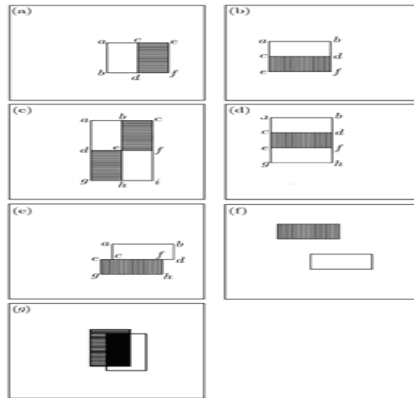 (a)
a c e
b d f
(b)
a b
c d
e f
(c)
a b c
d e f
g h i
(d)
a b
c d
e f
g h
(e)
a b
e c f d
g h
(f)
(g)